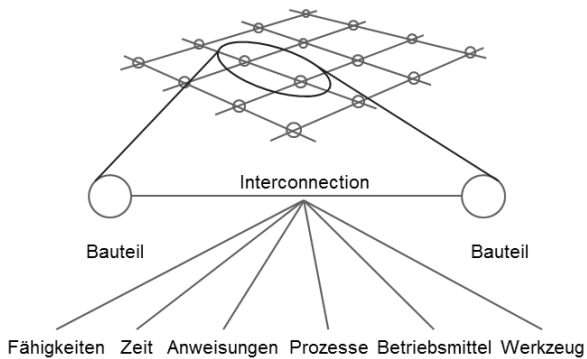 Interconnection
Bauteil Bauteil
Fähigkeiten Zeit Anweisungen Prozesse Betriebsmittel Werkzeug